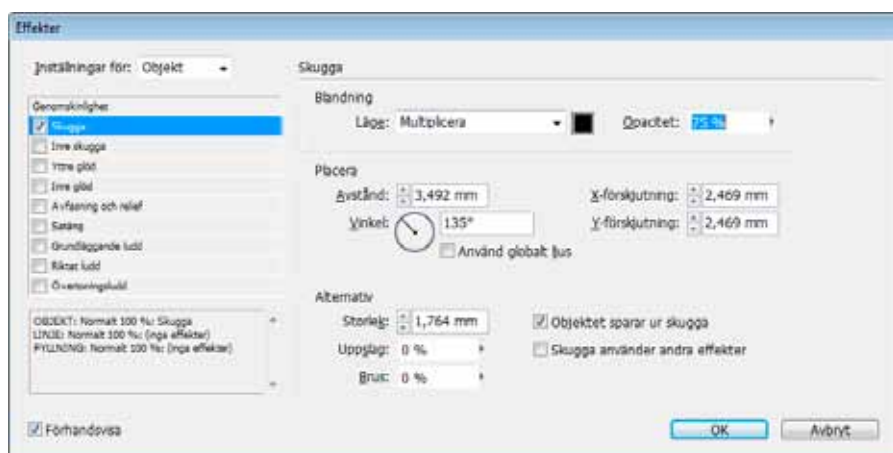 Effekter
Inställningar för: Objekt
Skugga
Genomskinlighet
Skugga
Inre skugga
Yttre glöd
Inre glöd
Avfasning och relief
Satäng
Grundläggande ludd
Riktat ludd
Övertoningsludd
OBJEKT: Normalt 100 %; Skugga
LINJE: Normalt 100 %; (inga effekter)
FYLLNING: Normalt 100 %; (inga effekter)
Förhandsvisa
Blandning
Läge: Multiplicera
Opacitet: 75 %
Placera
Avstånd: 3,492 mm
X-förskjutning: 2,469 mm
Vinkel: 135°
Y-förskjutning: 2,469 mm
Använd globalt ljus
Alternativ
Storlek: 1,764 mm
Objektet sparar ur skugga
Uppslag: 0 %
Skugga använder andra effekter
Brus: 0 %
OK
Avbryt